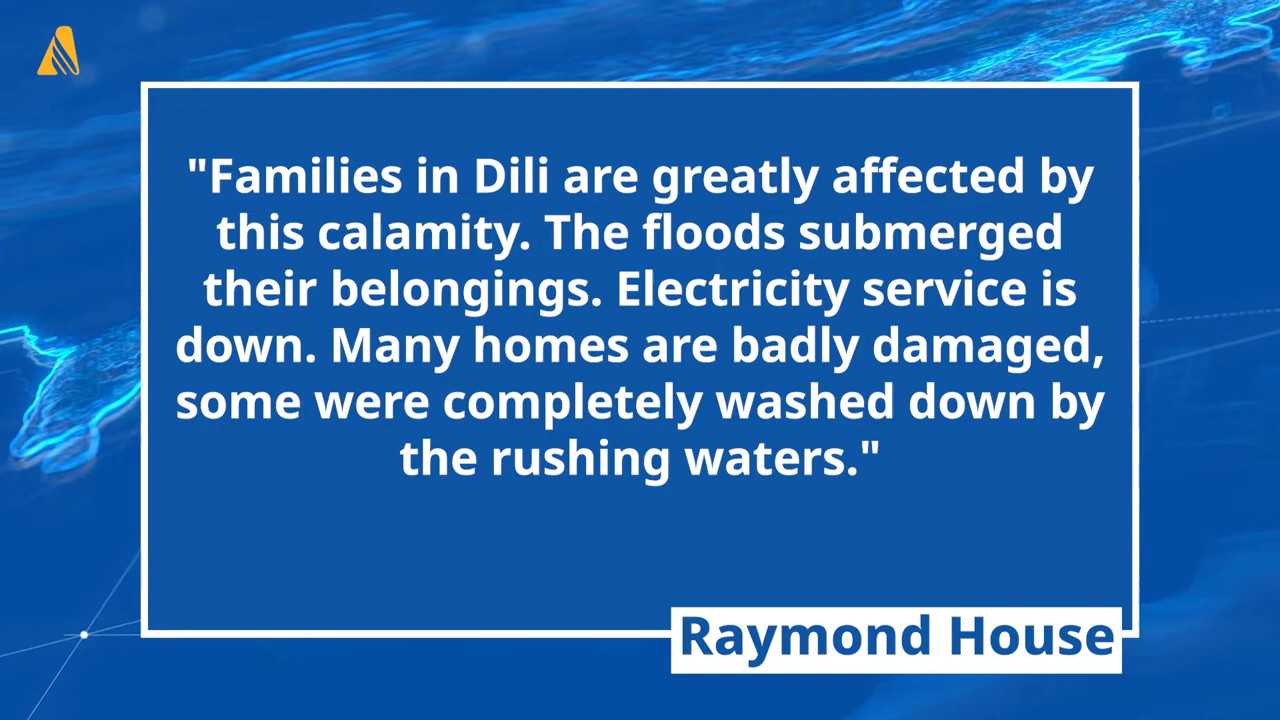 "Families in Dili are greatly affected by
this calamity. The floods submerged
their belongings. Electricity service is
down. Many homes are badly damaged,
some were completely washed down by
the rushing waters."
Raymond House